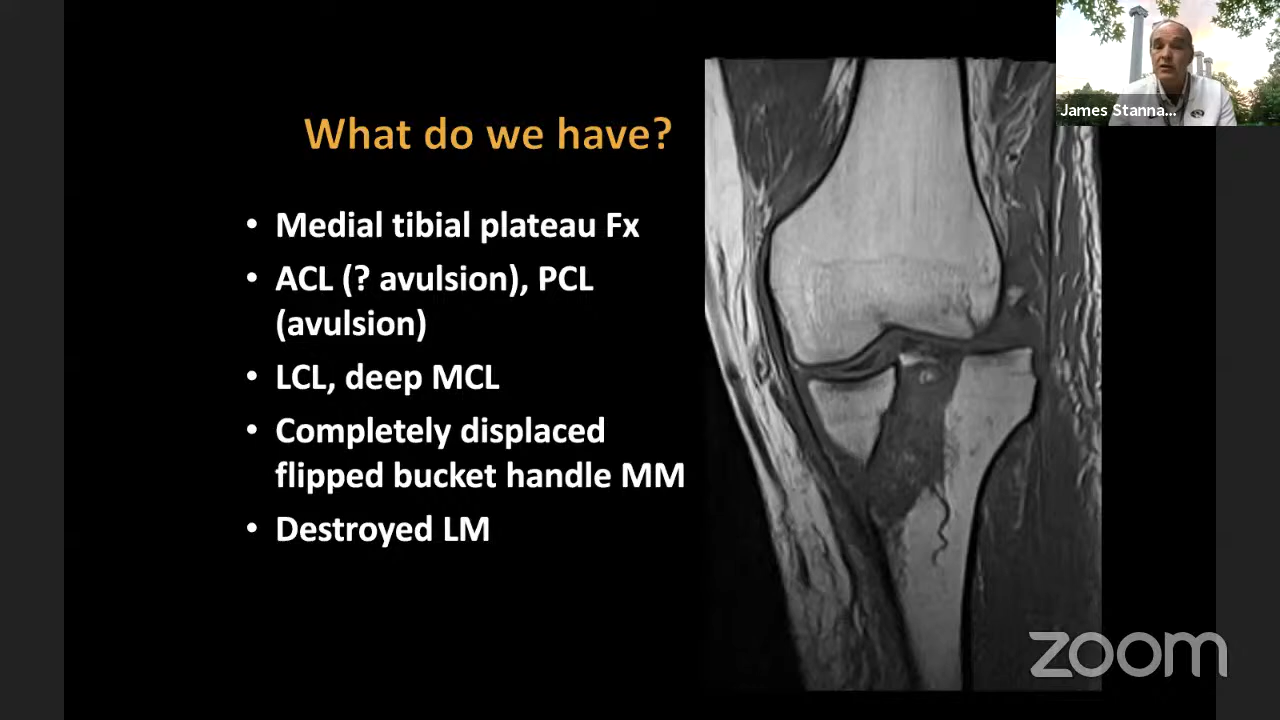 James Stanna...
What do we have?
• Medial tibial plateau Fx
• ACL (? avulsion), PCL
(avulsion)
• LCL, deep MCL
• Completely displaced
flipped bucket handle MM
• Destroyed LM
zoom